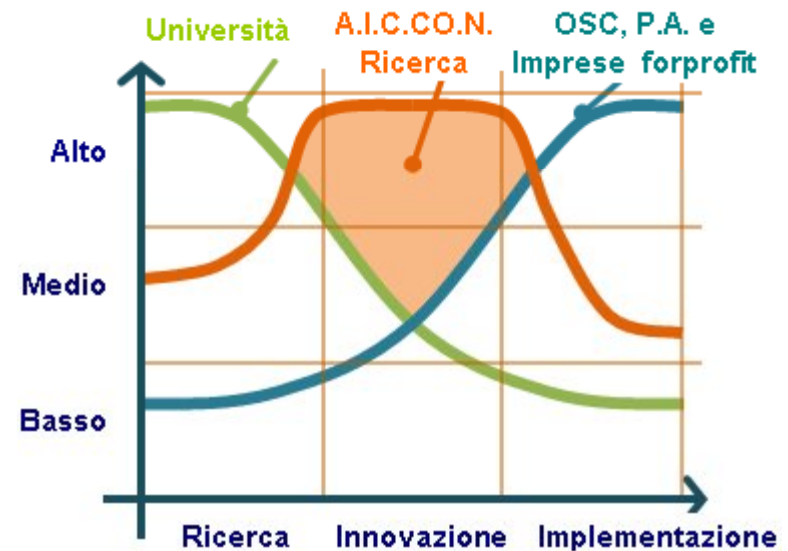 Università
A.I.C.CO.N.
Ricerca
OSC, P.A. e
Imprese forprofit
Alto
Medio
Basso
Ricerca
Innovazione
Implementazione